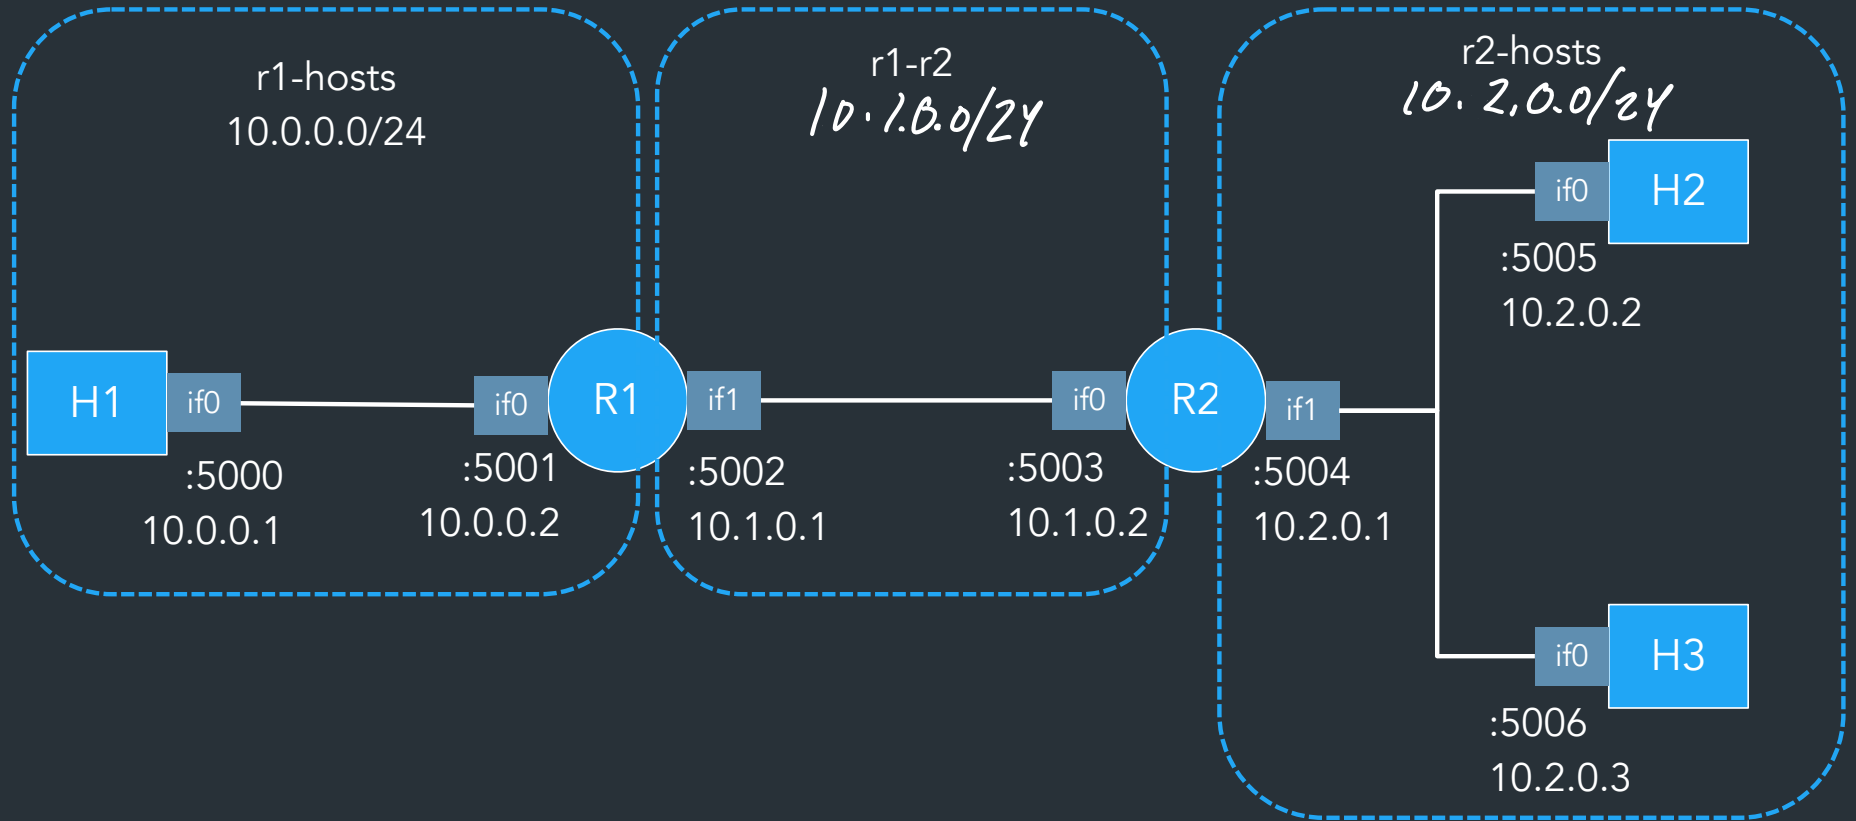 r1-hosts
10.0.0.0/24
r1-r2
10.1.0.0/24
r2-hosts
10.2.0.0/24
if0
H2
:5005
10.2.0.2
H1
if0
if0
R1
if1
if0
R2
if1
:5000
10.0.0.1
:5001
10.0.0.2
:5002
10.1.0.1
:5003
10.1.0.2
:5004
10.2.0.1
if0
H3
:5006
10.2.0.3